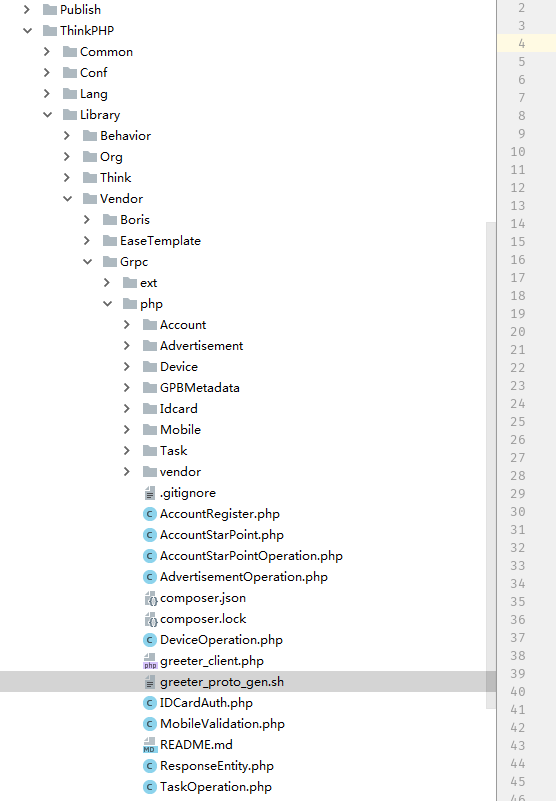 Publish
ThinkPHP
Common
Conf
Lang
Library
Behavior
Org
Think
Vendor
Boris
EaseTemplate
Grpc
ext
php
Account
Advertisement
Device
GPBMetadata
Idcard
Mobile
Task
vendor
.gitignore
C AccountRegister.php
C AccountStarPoint.php
C AccountStarPointOperation.php
C AdvertisementOperation.php
composer.json
composer.lock
C DeviceOperation.php
php greeter_client.php
greeter_proto_gen.sh
C IDCardAuth.php
C MobileValidation.php
MD README.md
C ResponseEntity.php
C TaskOperation.php
2
3
4
5
6
7
8
9
10
11
12
13
14
15
16
17
18
19
20
21
22
23
24
25
26
27
28
29
30
31
32
33
34
35
36
37
38
39
40
41
42
43
44
45
46